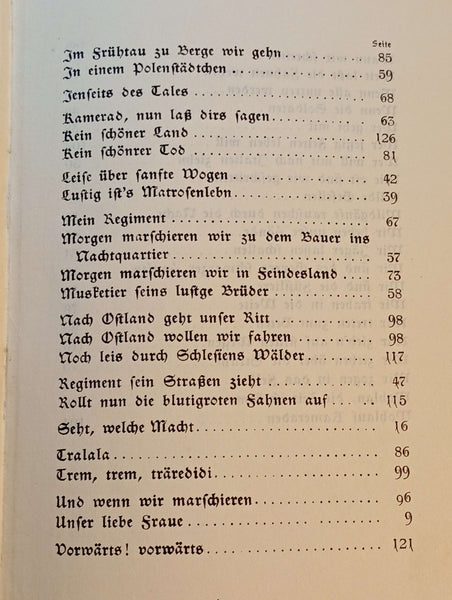 Seite
Im Frühtau zu Berge wir gehn 85
In einem Polenstädtchen 59
Jenseits des Tales 68
Kamerad, nun laß dirs sagen 63
Kein schöner Land 126
Kein schönrer Tod 81
Leise über sanfte Wogen 42
Lustig ist's Matrosenlebn 39
Mein Regiment 67
Morgen marschieren wir zu dem Bauer ins
Nachtquartier 57
Morgen marschieren wir in Feindesland 73
Musketier seins lustge Brüder 58
Nach Ostland geht unser Ritt 98
Nach Ostland wollen wir fahren 98
Noch leis durch Schlesiens Wälder 117
Regiment sein Straßen zieht 47
Rollt nun die blutigroten Fahnen auf 115
Seht, welche Macht 16
Tralala 86
Trem, trem, träredidi 99
Und wenn wir marschieren 96
Unser liebe Fraue 9
Vorwärts! vorwärts 121